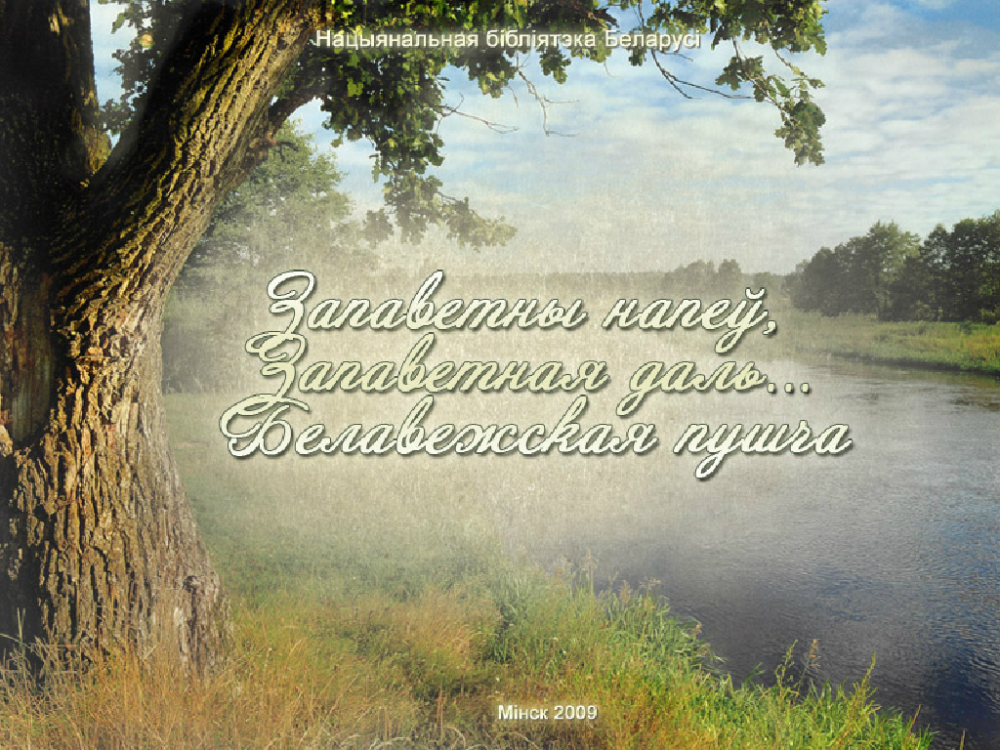 Нацыянальная бібліятэка Беларусі
Запаветны напеў,
Запаветная даль...
Белавежская пушча
Мінск 2009